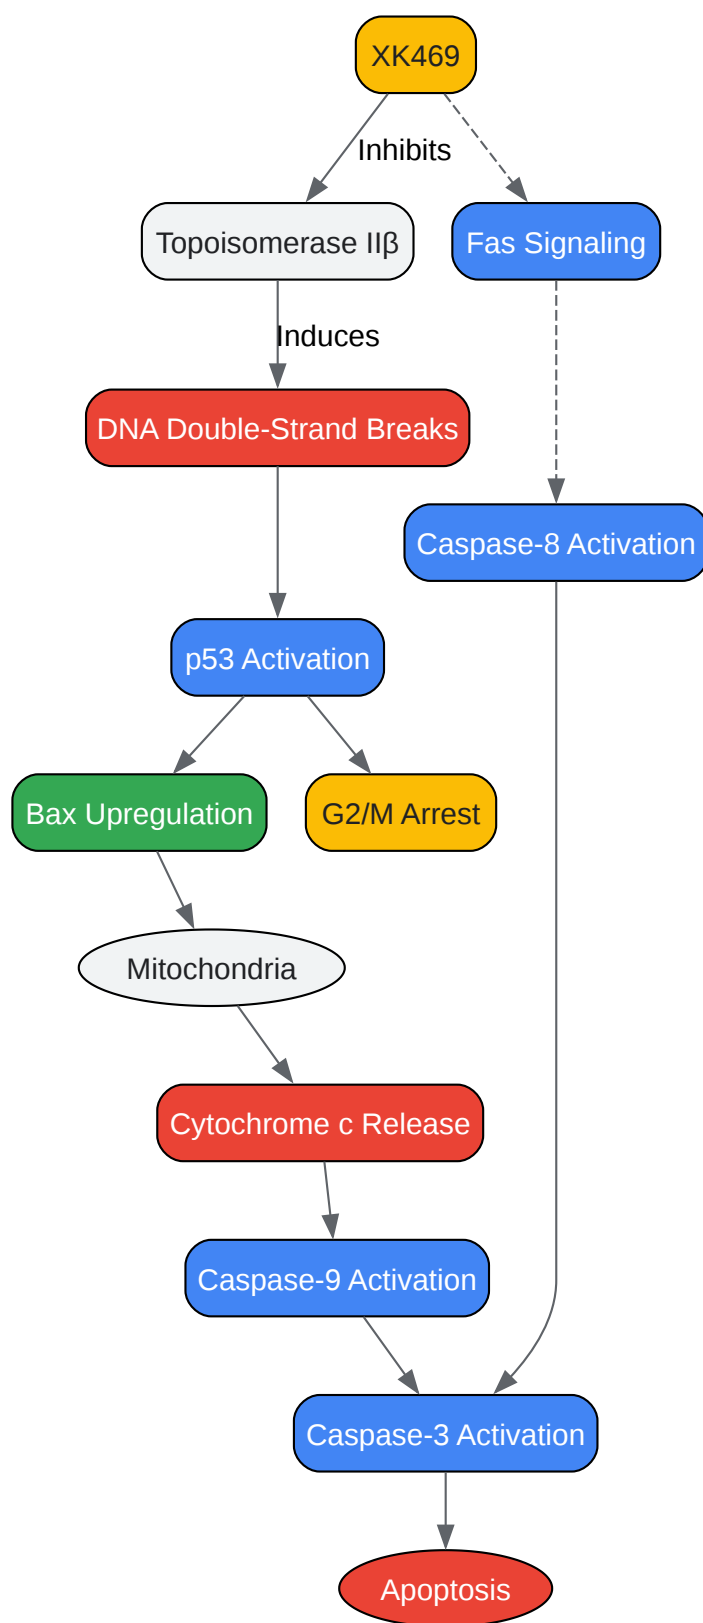 XK469
Inhibits
Topoisomerase IIβ
Fas Signaling
Induces
DNA Double-Strand Breaks
Caspase-8 Activation
p53 Activation
Bax Upregulation
G2/M Arrest
Mitochondria
Cytochrome c Release
Caspase-9 Activation
Caspase-3 Activation
Apoptosis